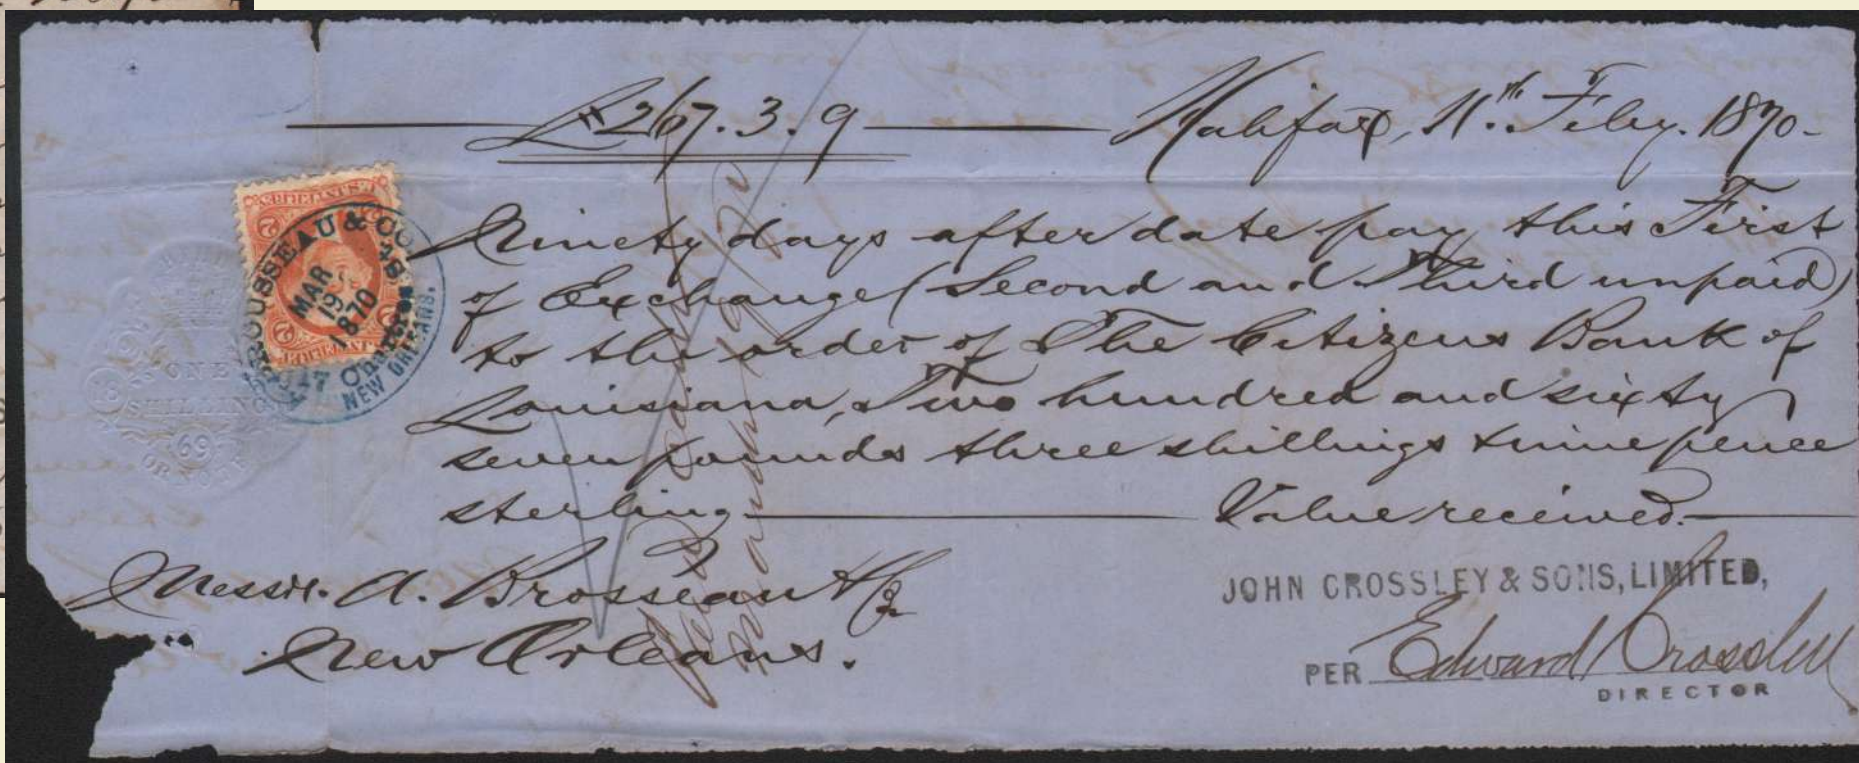 £267.3.9 Halifax, 11th Feby. 1870
Ninety days after date pay this First
of Exchange (Second and Third unpaid)
to the order of The Citizens Bank of
Louisiana, Two hundred and sixty
seven pounds three shillings & nine pence
sterling Value received.
Messrs. A. Brosseau & Co
New Orleans.
JOHN CROSSLEY & SONS, LIMITED,
PER Edward Crossley
DIRECTOR
BROUSSEAU & CO
MAR
19
1870
NEW ORLEANS.
ONE
SHILLING
69
2
2